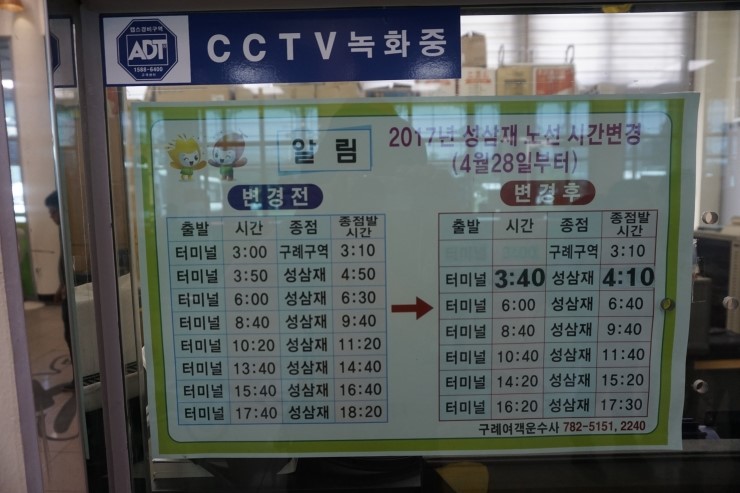 캡스경비구역
ADT
1588-6400
CCTV녹화중
알 림
2017년 성삼재 노선 시간변경
(4월28일부터)
변경전
출발 시간 종점 종점발시간
터미널 3:00 구례구역 3:10
터미널 3:50 성삼재 4:50
터미널 6:00 성삼재 6:30
터미널 8:40 성삼재 9:40
터미널 10:20 성삼재 11:20
터미널 13:40 성삼재 14:40
터미널 15:40 성삼재 16:40
터미널 17:40 성삼재 18:20
변경후
출발 시간 종점 종점발시간
구례구역 3:10
터미널 3:40 성삼재 4:10
터미널 6:00 성삼재 6:40
터미널 8:40 성삼재 9:40
터미널 10:40 성삼재 11:40
터미널 14:20 성삼재 15:20
터미널 16:20 성삼재 17:30
구례여객운수사 782-5151, 2240